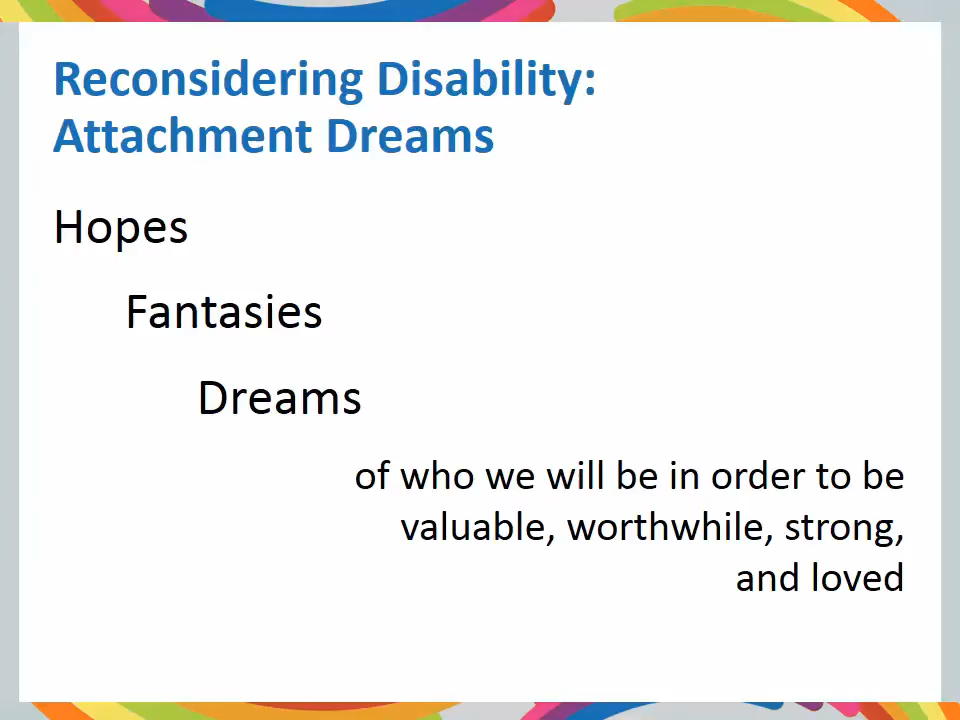 Reconsidering Disability:
Attachment Dreams
Hopes
Fantasies
Dreams
of who we will be in order to be
valuable, worthwhile, strong,
and loved